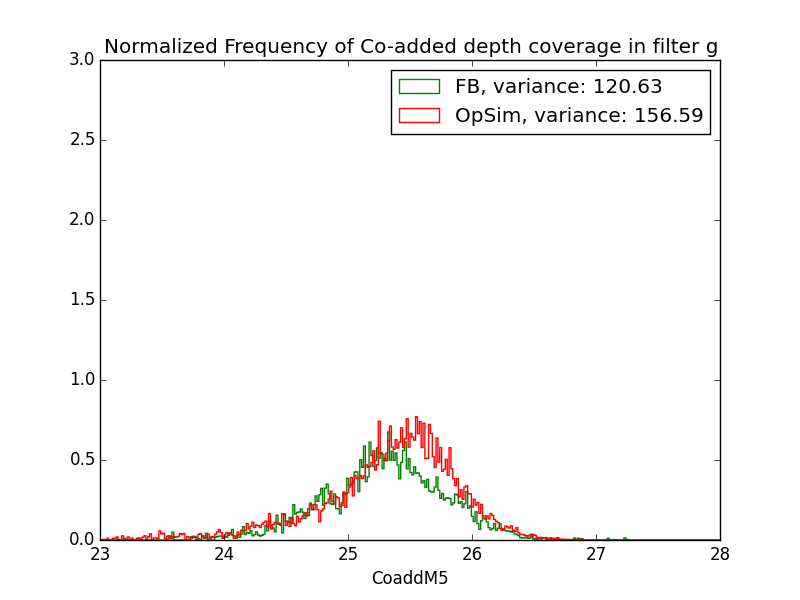 Normalized Frequency of Co-added depth coverage in filter g
3.0
2.5
2.0
1.5
1.0
0.5
0.0
FB, variance: 120.63
OpSim, variance: 156.59
23 24 25 26 27 28
CoaddM5